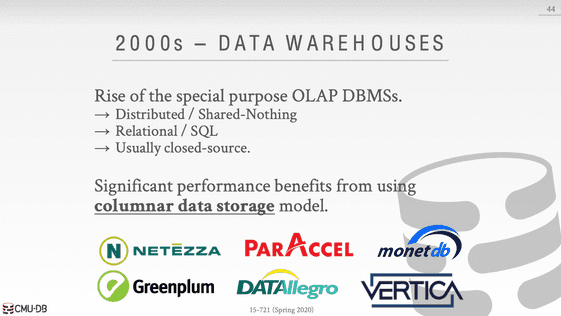 44
2000s – DATA WAREHOUSES
Rise of the special purpose OLAP DBMSs.
→ Distributed / Shared-Nothing
→ Relational / SQL
→ Usually closed-source.
Significant performance benefits from using
columnar data storage model.
N NETEZZA
PARACCEL
monetdb
Greenplum
DATAllegro
VERTICA
CMU-DB
15-721 (Spring 2020)